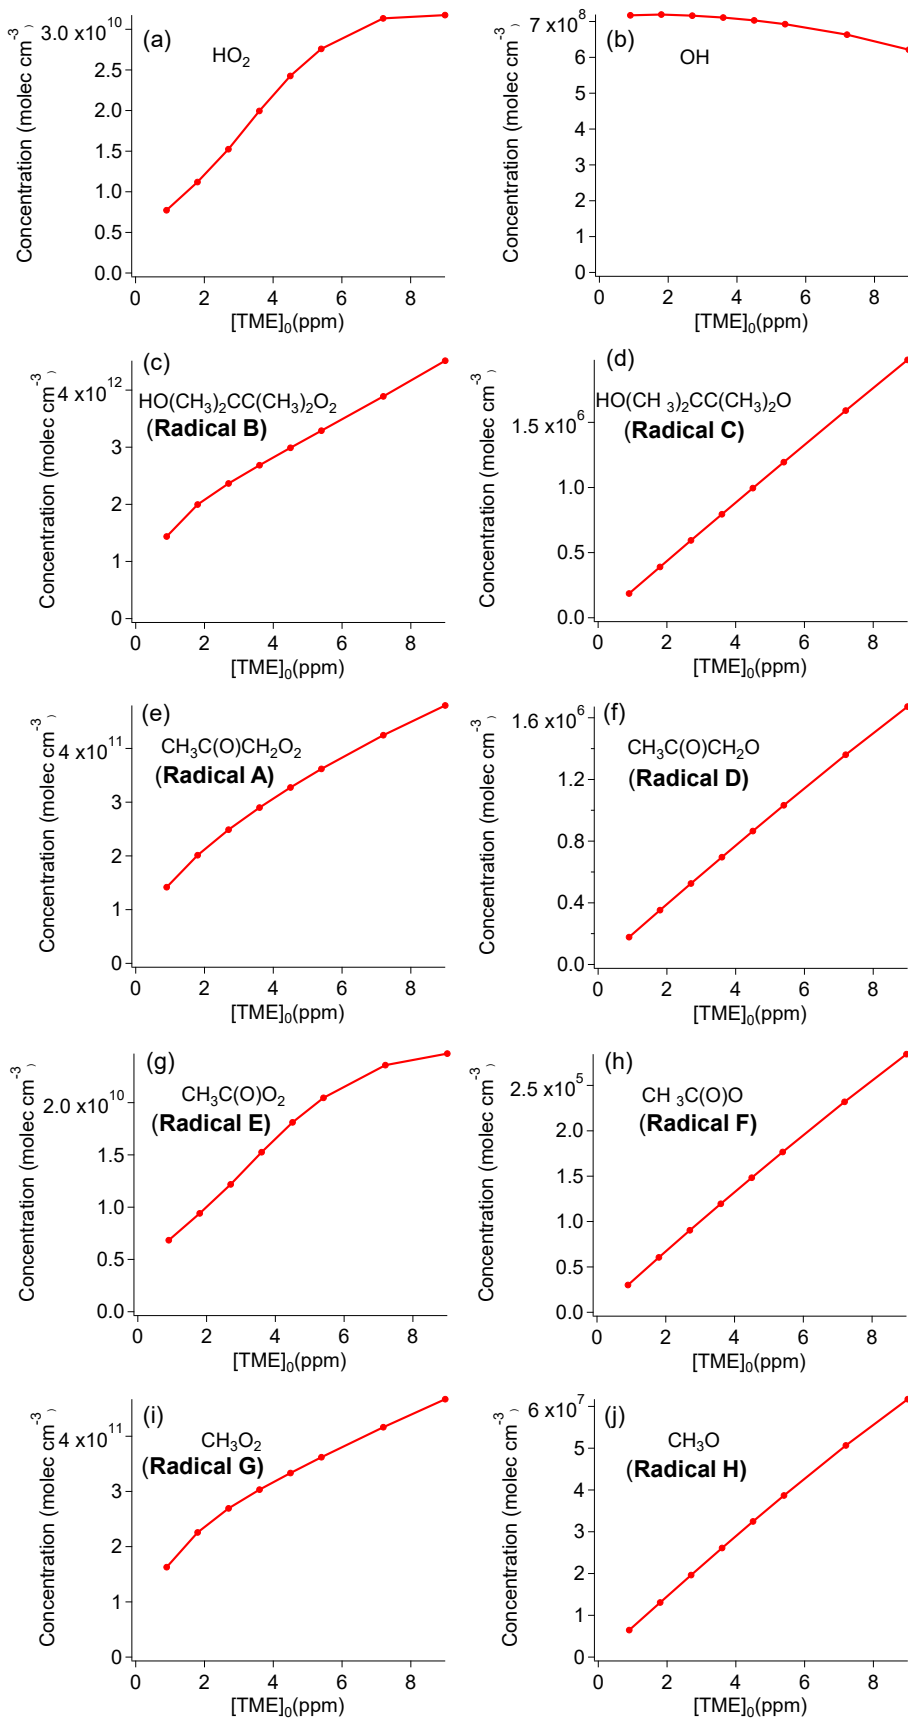 (a)
HO2
Concentration (molec cm-3)
3.0 x10^10
2.5
2.0
1.5
1.0
0.5
0.0
0 2 4 6 8
[TME]0(ppm)
(b)
OH
Concentration (molec cm-3)
7 x10^8
6
5
4
3
2
1
0
0 2 4 6 8
[TME]0(ppm)
(c)
HO(CH3)2CC(CH3)2O2
(Radical B)
Concentration (molec cm-3)
4 x10^12
3
2
1
0
0 2 4 6 8
[TME]0(ppm)
(d)
HO(CH 3)2CC(CH3)2O
(Radical C)
Concentration (molec cm-3)
1.5 x10^6
1.0
0.5
0.0
0 2 4 6 8
[TME]0(ppm)
(e)
CH3C(O)CH2O2
(Radical A)
Concentration (molec cm-3)
4 x10^11
3
2
1
0
0 2 4 6 8
[TME]0(ppm)
(f)
CH3C(O)CH2O
(Radical D)
Concentration (molec cm-3)
1.6 x10^6
1.2
0.8
0.4
0.0
0 2 4 6 8
[TME]0(ppm)
(g)
CH3C(O)O2
(Radical E)
Concentration (molec cm-3)
2.0 x10^10
1.5
1.0
0.5
0.0
0 2 4 6 8
[TME]0(ppm)
(h)
CH 3C(O)O
(Radical F)
Concentration (molec cm-3)
2.5 x10^5
2.0
1.5
1.0
0.5
0.0
0 2 4 6 8
[TME]0(ppm)
(i)
CH3O2
(Radical G)
Concentration (molec cm-3)
4 x10^11
3
2
1
0
0 2 4 6 8
[TME]0(ppm)
(j)
CH3O
(Radical H)
Concentration (molec cm-3)
6 x10^7
5
4
3
2
1
0
0 2 4 6 8
[TME]0(ppm)